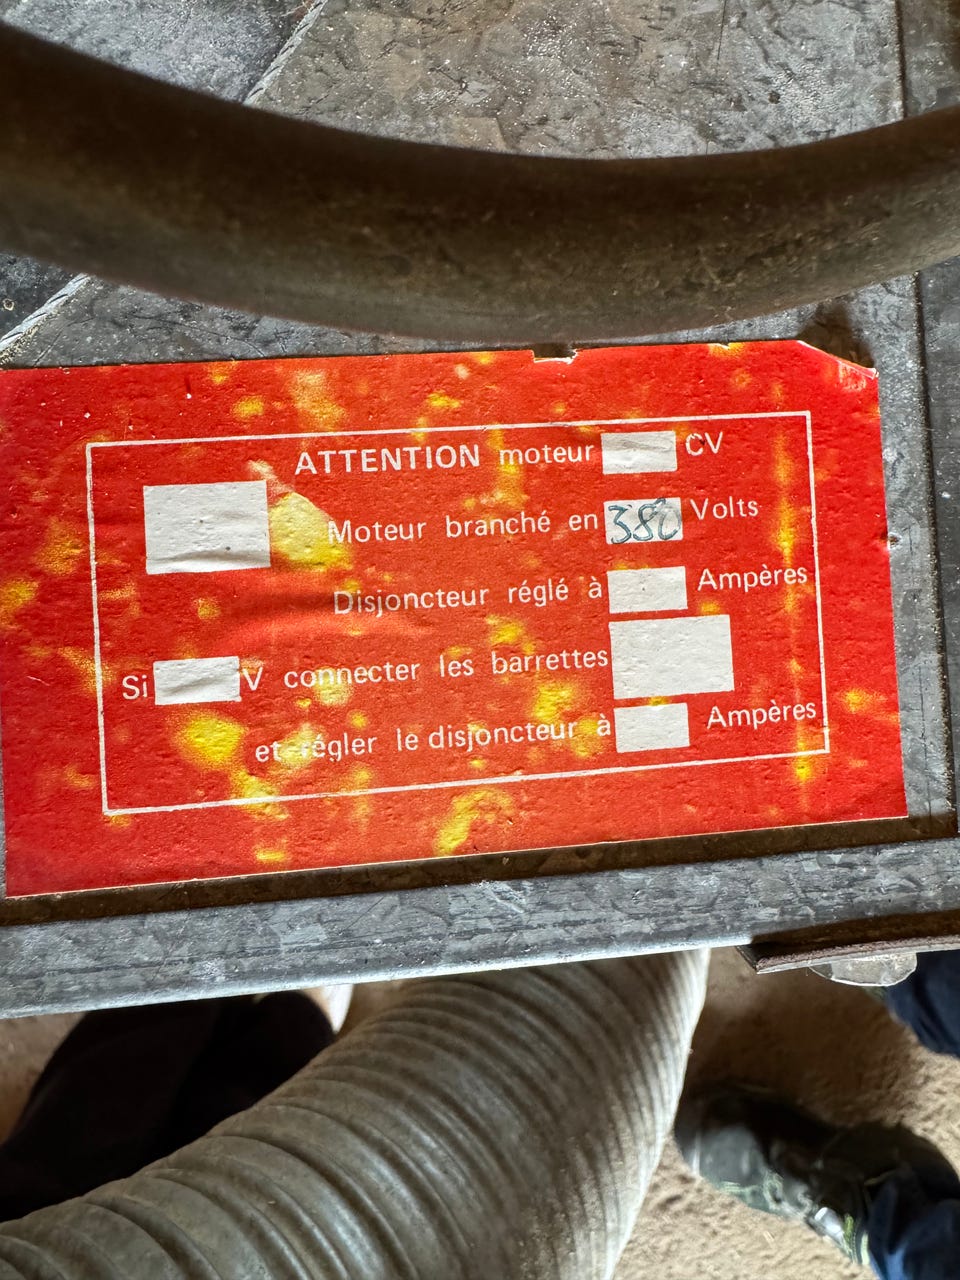 ATTENTION moteur CV
Moteur branché en 380 Volts
Disjoncteur réglé à Ampères
Si V connecter les barrettes
et régler le disjoncteur à Ampères